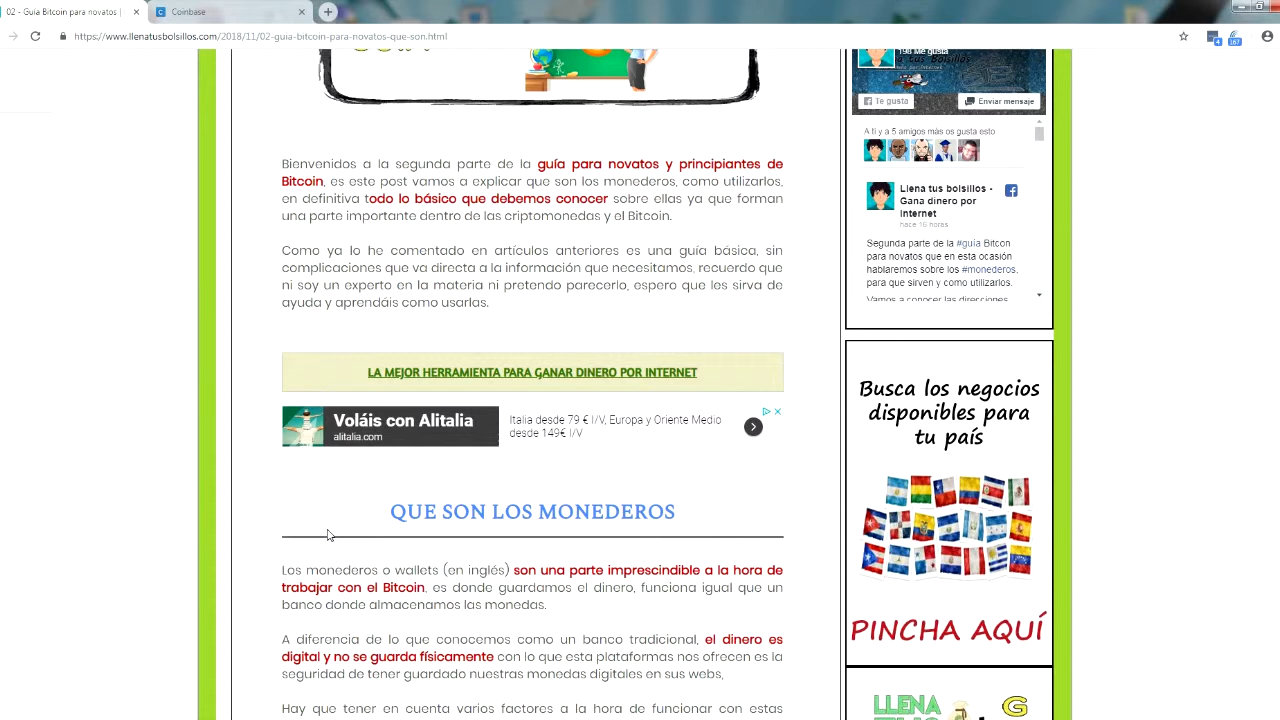 02 - Guía Bitcoin para novatos |
Coinbase
https://www.llenatusbolsillos.com/2018/11/02-guia-bitcoin-para-novatos-que-son.html
4
167
Bienvenidos a la segunda parte de la guía para novatos y principiantes de
Bitcoin, es este post vamos a explicar que son los monederos, como utilizarlos,
en definitiva todo lo básico que debemos conocer sobre ellas ya que forman
una parte importante dentro de las criptomonedas y el Bitcoin.
Como ya lo he comentado en artículos anteriores es una guía básica, sin
complicaciones que va directa a la información que necesitamos, recuerdo que
ni soy un experto en la materia ni pretendo parecerlo, espero que les sirva de
ayuda y aprendáis como usarlas.
LA MEJOR HERRAMIENTA PARA GANAR DINERO POR INTERNET
Voláis con Alitalia
alitalia.com
Italia desde 79 € I/V, Europa y Oriente Medio
desde 149€ I/V
QUE SON LOS MONEDEROS
Los monederos o wallets (en inglés) son una parte imprescindible a la hora de
trabajar con el Bitcoin, es donde guardamos el dinero, funciona igual que un
banco donde almacenamos las monedas.
A diferencia de lo que conocemos como un banco tradicional, el dinero es
digital y no se guarda físicamente con lo que esta plataformas nos ofrecen es la
seguridad de tener guardado nuestras monedas digitales en sus webs,
Hay que tener en cuenta varios factores a la hora de funcionar con estas
198 Me gusta
Te gusta
Enviar mensaje
A ti y a 5 amigos más os gusta esto
Llena tus bolsillos -
Gana dinero por
Internet
hace 16 horas
Segunda parte de la #guía Bitcon
para novatos que en esta ocasión
hablaremos sobre los #monederos,
para que sirven y como utilizarlos.
Vamos a conocer las direcciones
Busca los negocios
disponibles para
tu país
PINCHA AQUÍ
LLENA
G